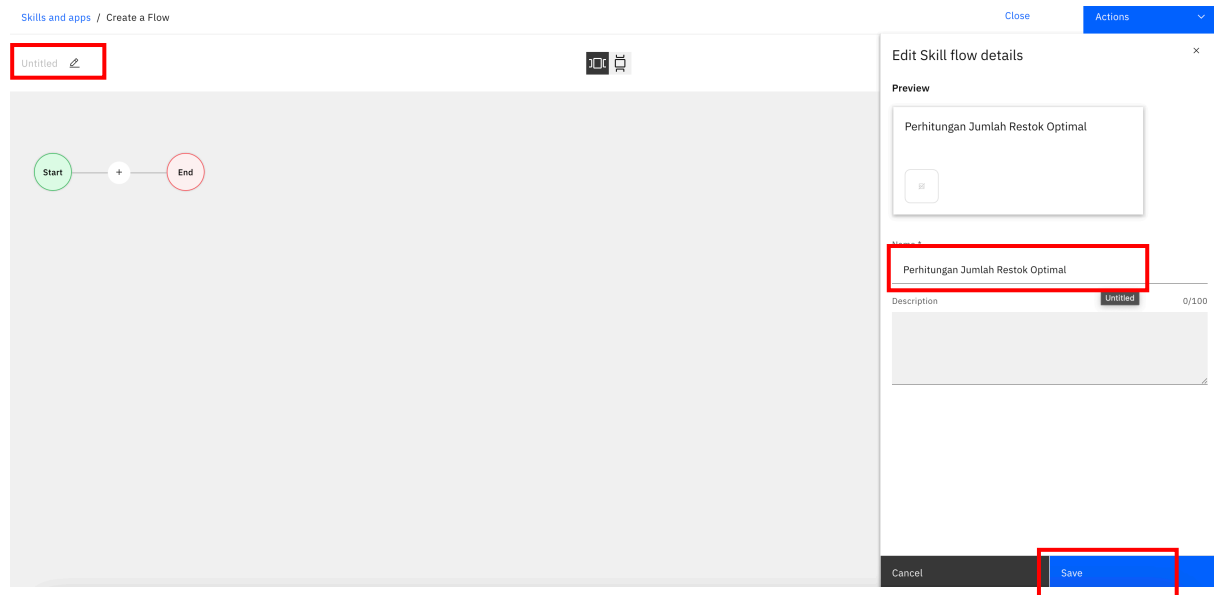 Skills and apps / Create a Flow
Close
Actions
Untitled
Edit Skill flow details
Preview
Perhitungan Jumlah Restok Optimal
Start
+
End
Name *
Perhitungan Jumlah Restok Optimal
Untitled
Description
0/100
Cancel
Save